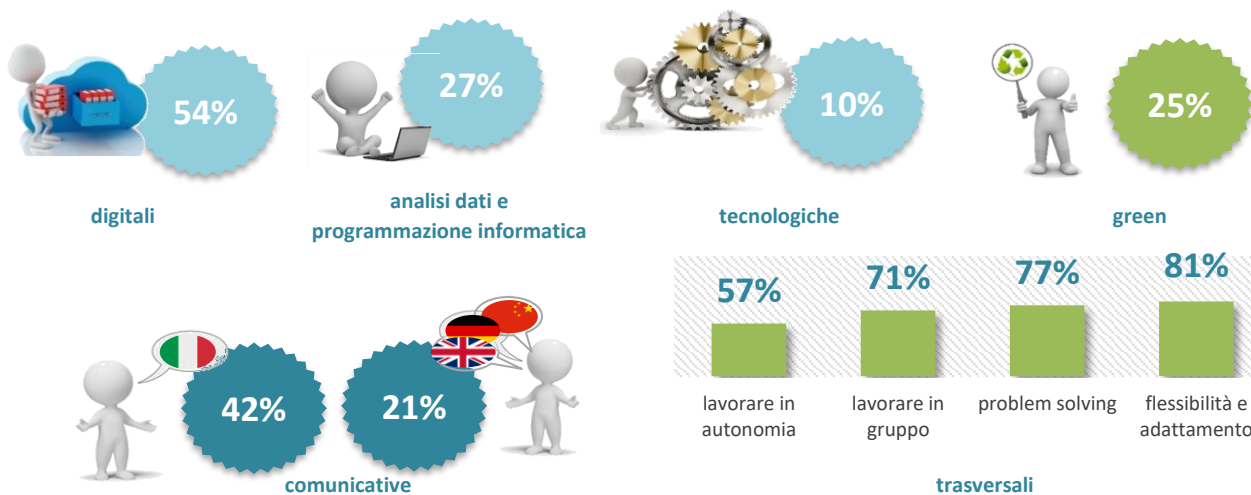 54%
27%
10%
25%
digitali
analisi dati e
programmazione informatica
tecnologiche
green
42%
21%
comunicative
57%
71%
77%
81%
lavorare in
autonomia
lavorare in
gruppo
problem solving
flessibilità e
adattamento
trasversali